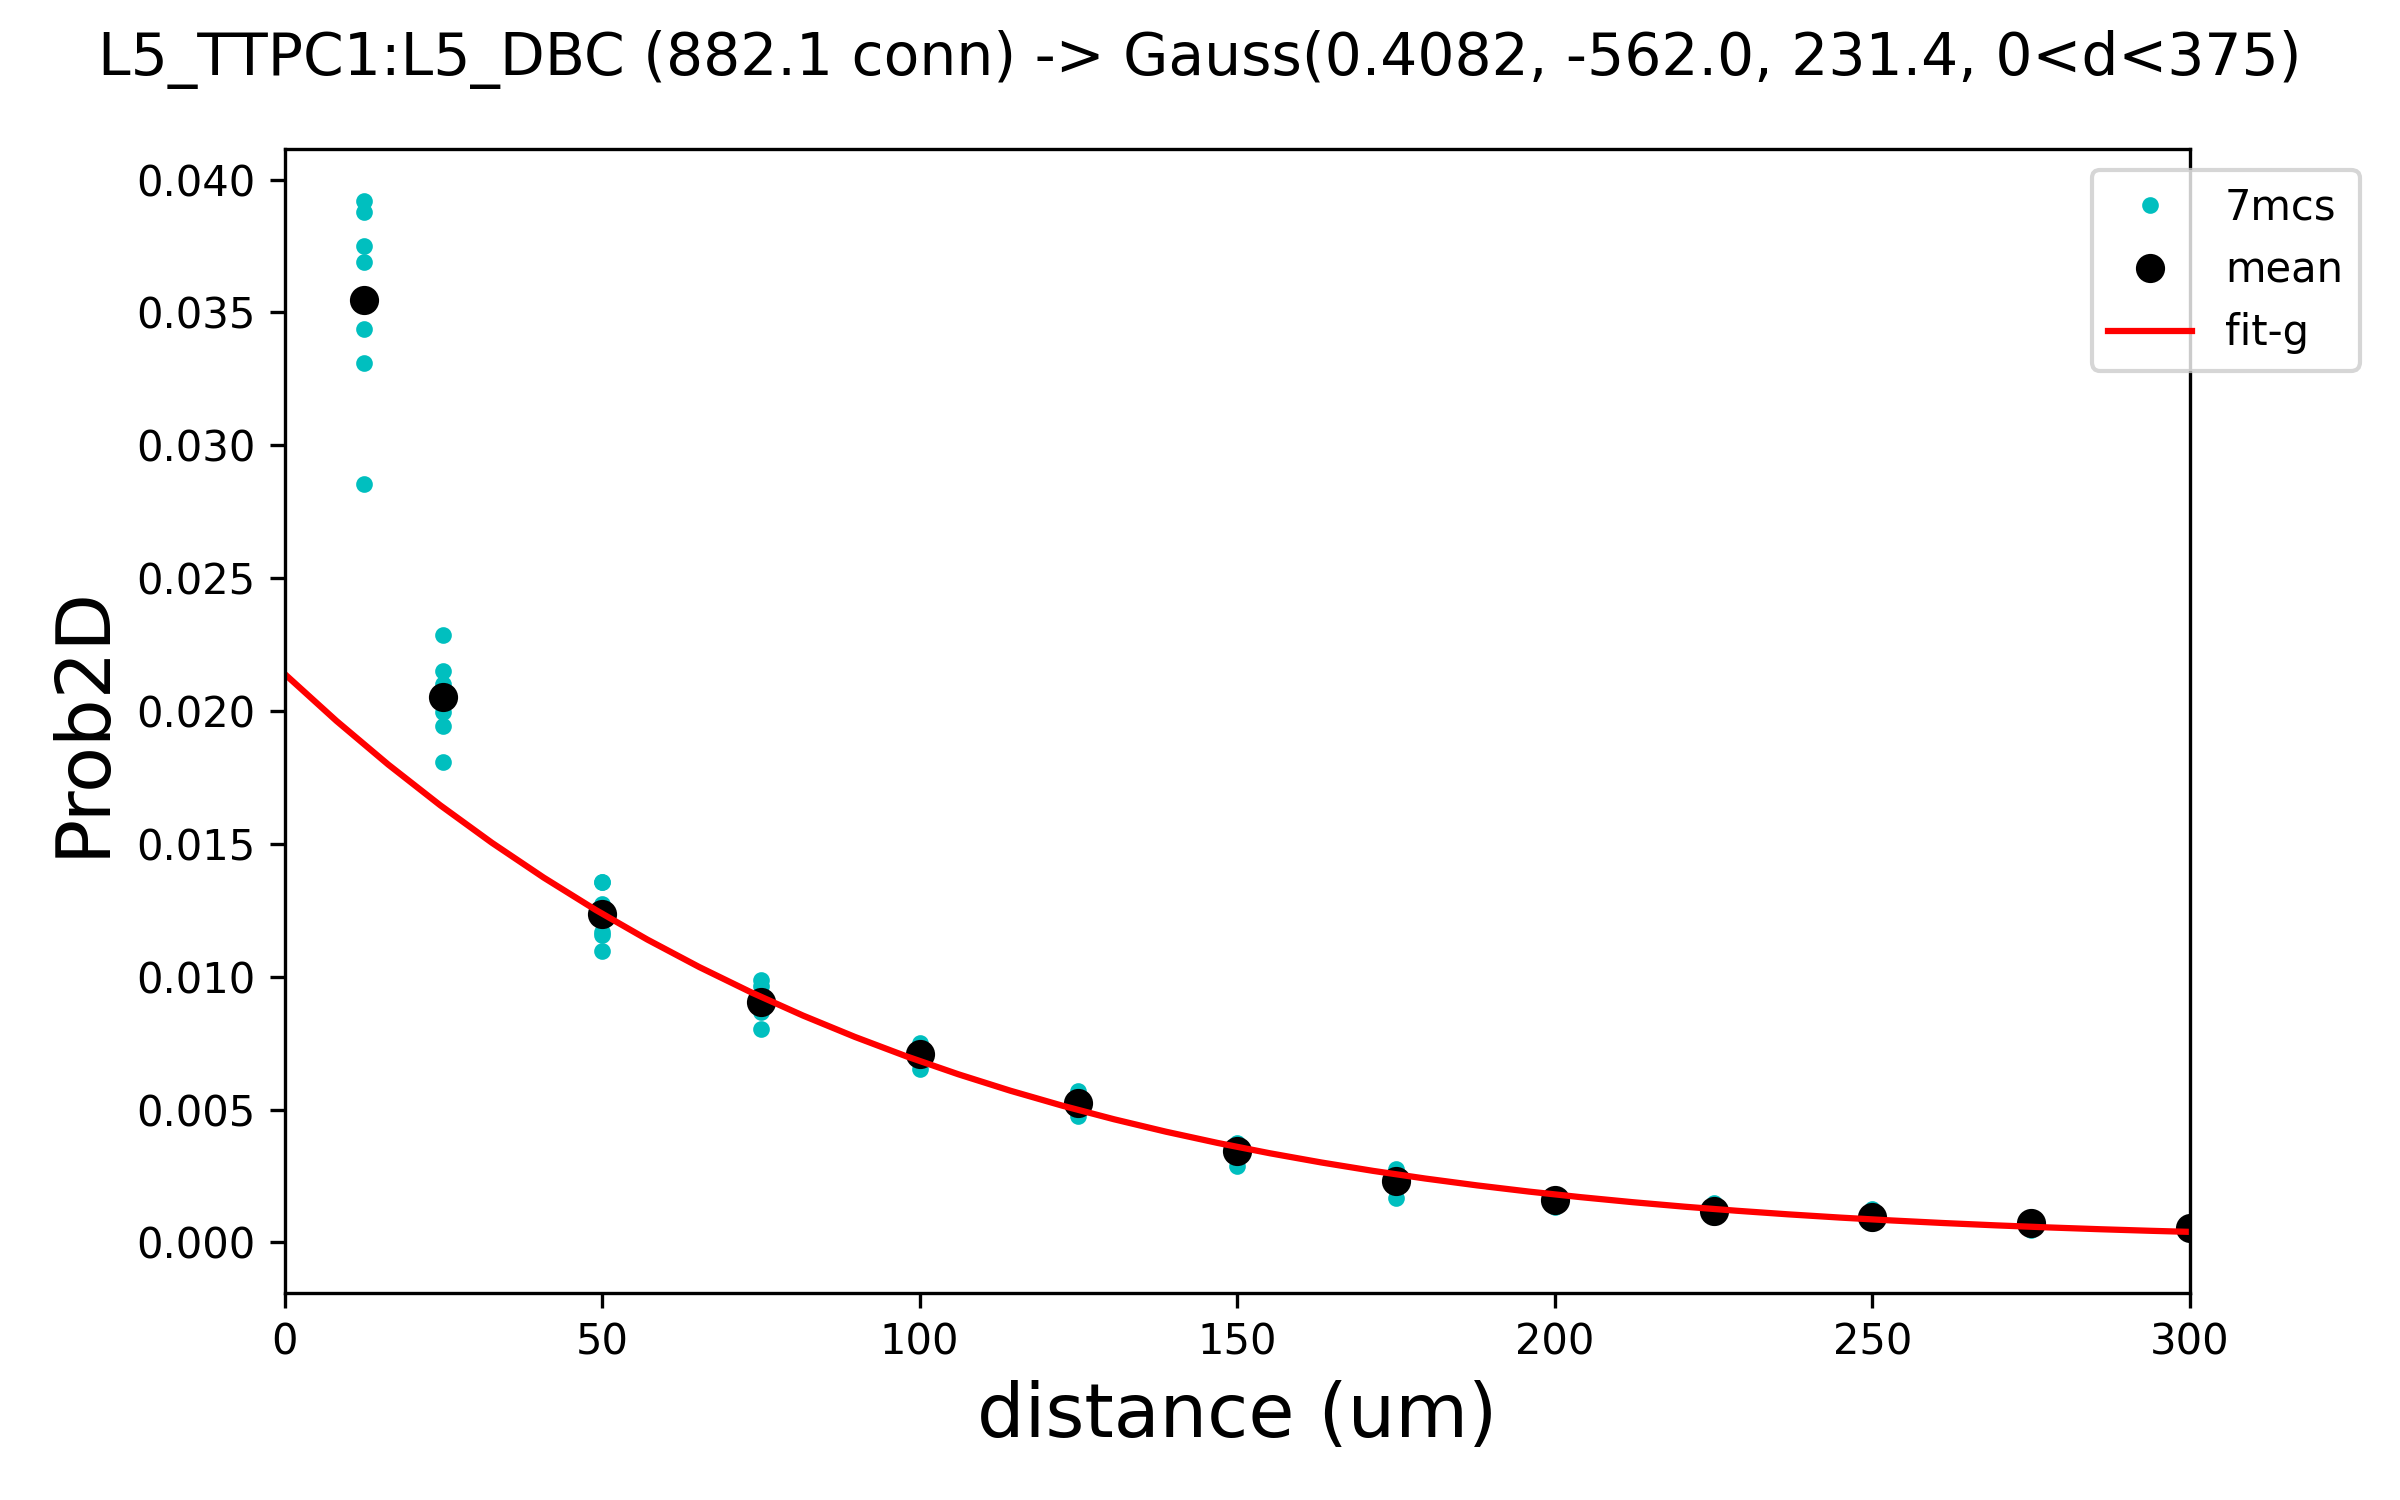 L5_TTPC1:L5_DBC (882.1 conn) -> Gauss(0.4082, -562.0, 231.4, 0<d<375)
0.040
0.035
0.030
0.025
0.020
0.015
0.010
0.005
0.000
Prob2D
7mcs
mean
fit-g
0 50 100 150 200 250 300
distance (um)